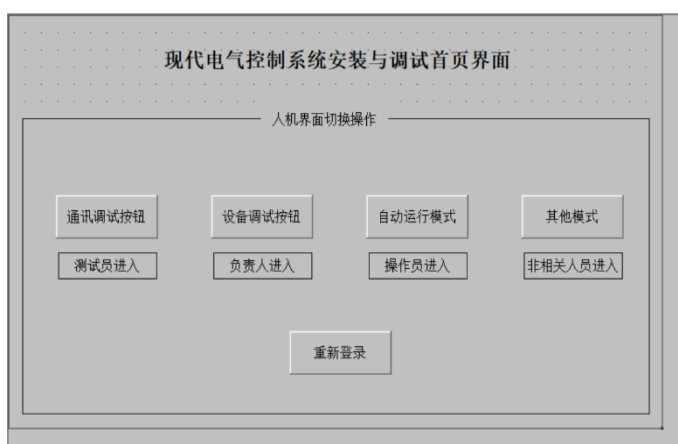 现代电气控制系统安装与调试首页界面
人机界面切换操作
通讯调试按钮 设备调试按钮 自动运行模式 其他模式
测试员进入 负责人进入 操作员进入 非相关人员进入
重新登录